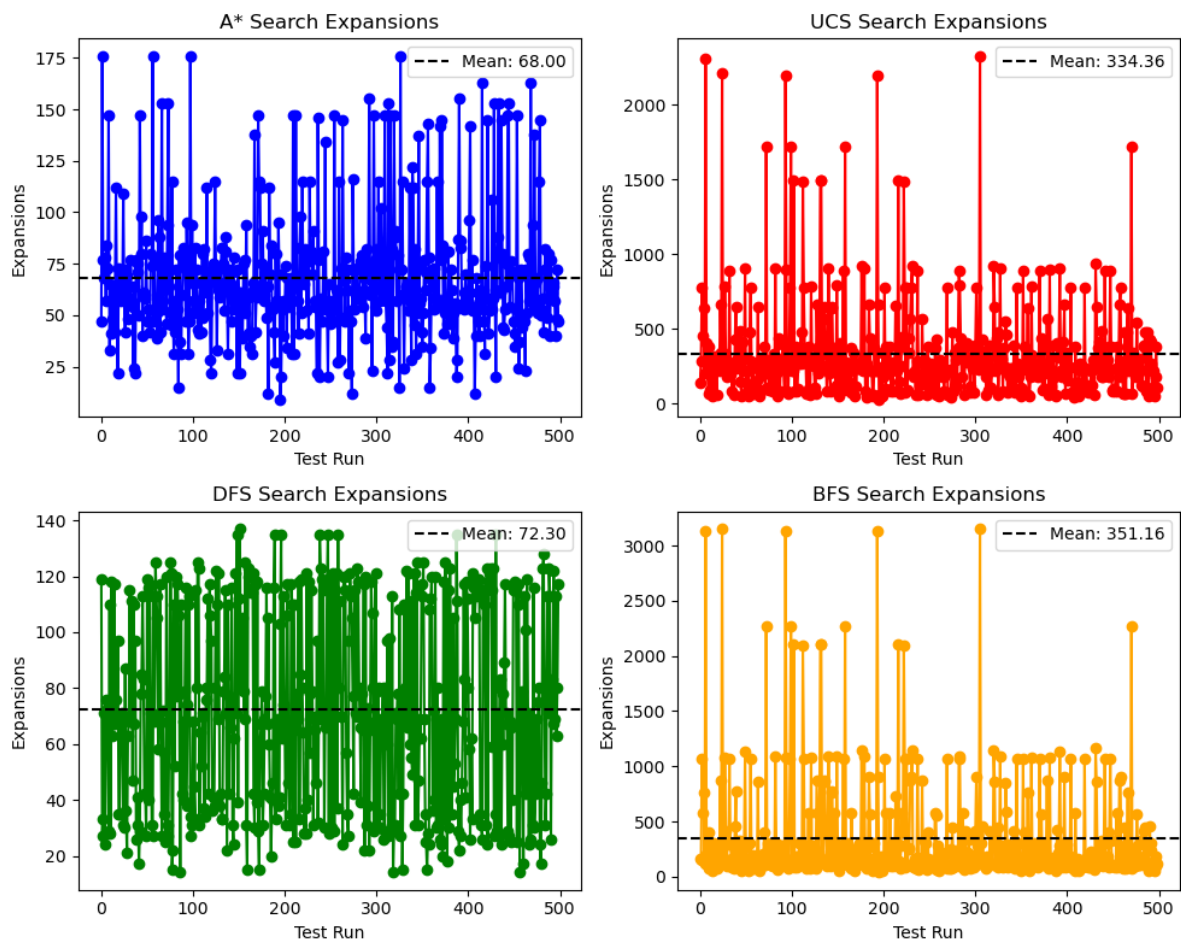 A* Search Expansions
Expansions
175
150
125
100
75
50
25
Mean: 68.00
0 100 200 300 400 500
Test Run
UCS Search Expansions
Expansions
2000
1500
1000
500
0
Mean: 334.36
0 100 200 300 400 500
Test Run
DFS Search Expansions
Expansions
140
120
100
80
60
40
20
Mean: 72.30
0 100 200 300 400 500
Test Run
BFS Search Expansions
Expansions
3000
2500
2000
1500
1000
500
0
Mean: 351.16
0 100 200 300 400 500
Test Run